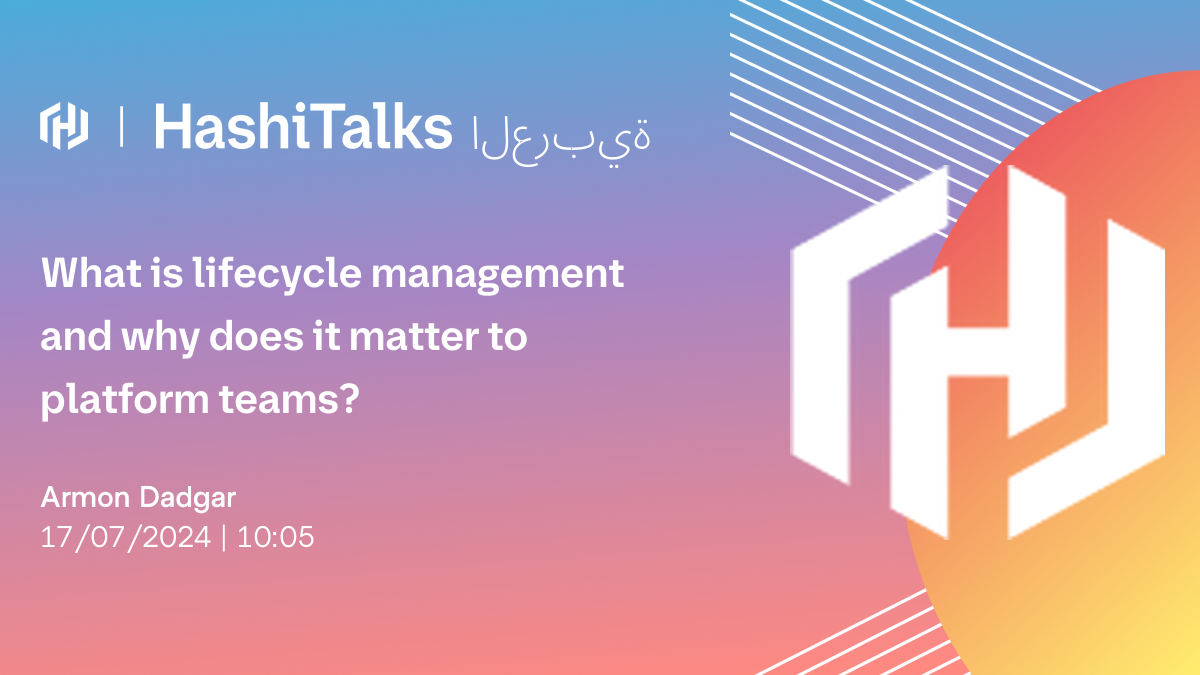 HashiTalks العربية
What is lifecycle management
and why does it matter to
platform teams?
Armon Dadgar
17/07/2024 | 10:05